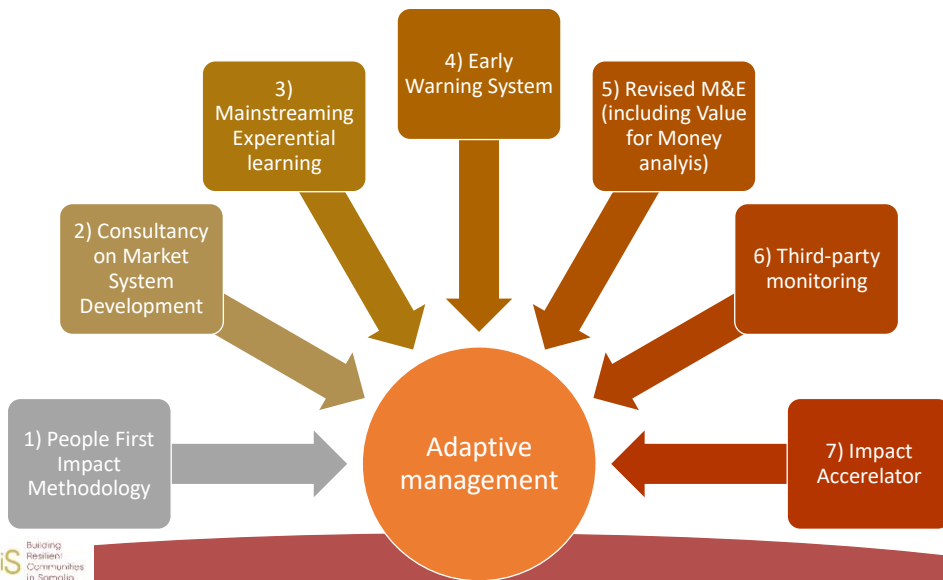 4) Early
Warning System
3)
Mainstreaming
Experential
learning
5) Revised M&E
(including Value
for Money
analyis)
2) Consultancy
on Market
System
Development
6) Third-party
monitoring
1) People First
Impact
Methodology
Adaptive
management
7) Impact
Accerelator
iS
Building
Resilient
Communities
in Somalia